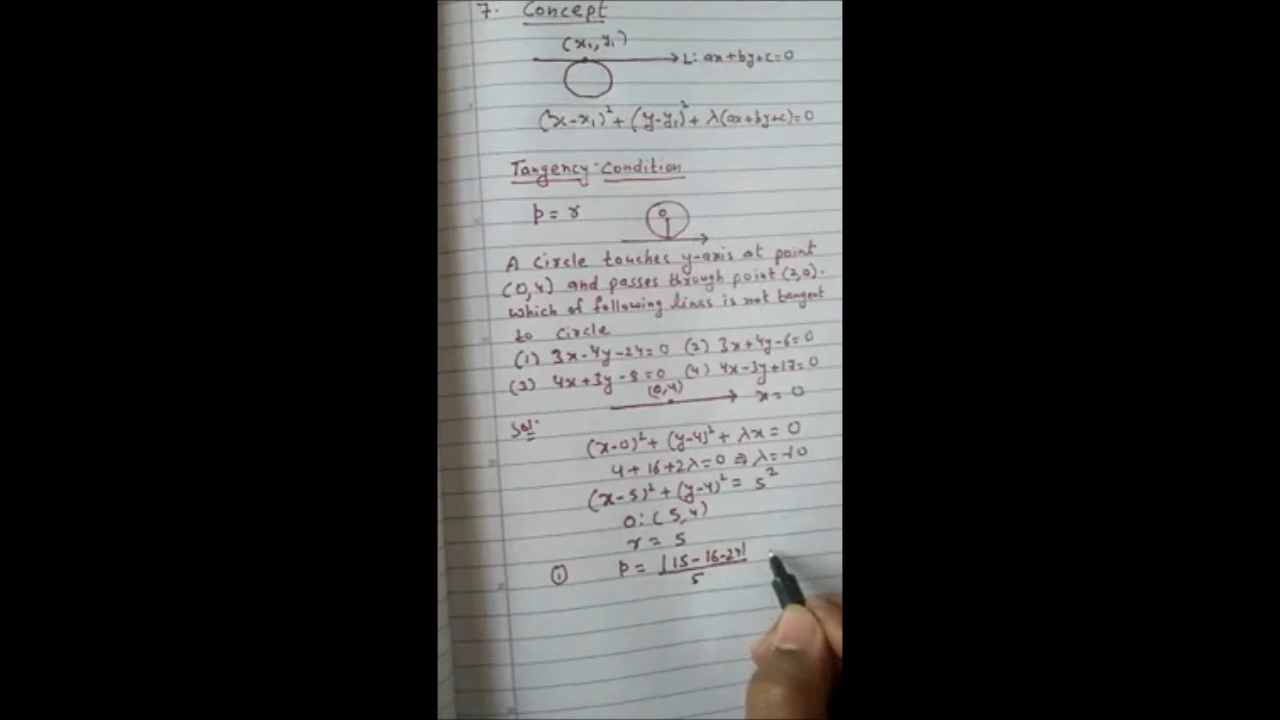 7. Concept
(x₁,y₁)
L: ax+by+c=0
(x-x₁)²+(y-y₁)²+λ(ax+by+c)=0
Tangency Condition
p = r
O
A circle touches y-axis at point
(0,4) and passes through point (2,0).
which of following lines is not tangent
to circle
(1) 3x-4y-24=0 (2) 3x+4y-6=0
(3) 4x+3y-8=0 (4) 4x-3y+17=0
(0,4)
x=0
Sol:
(x-0)²+(y-4)²+λx=0
4+16+2λ=0⇒λ=-10
(x-5)²+(y-4)²=5²
O:(5,4)
r=5
① p=|15-16-24|
5